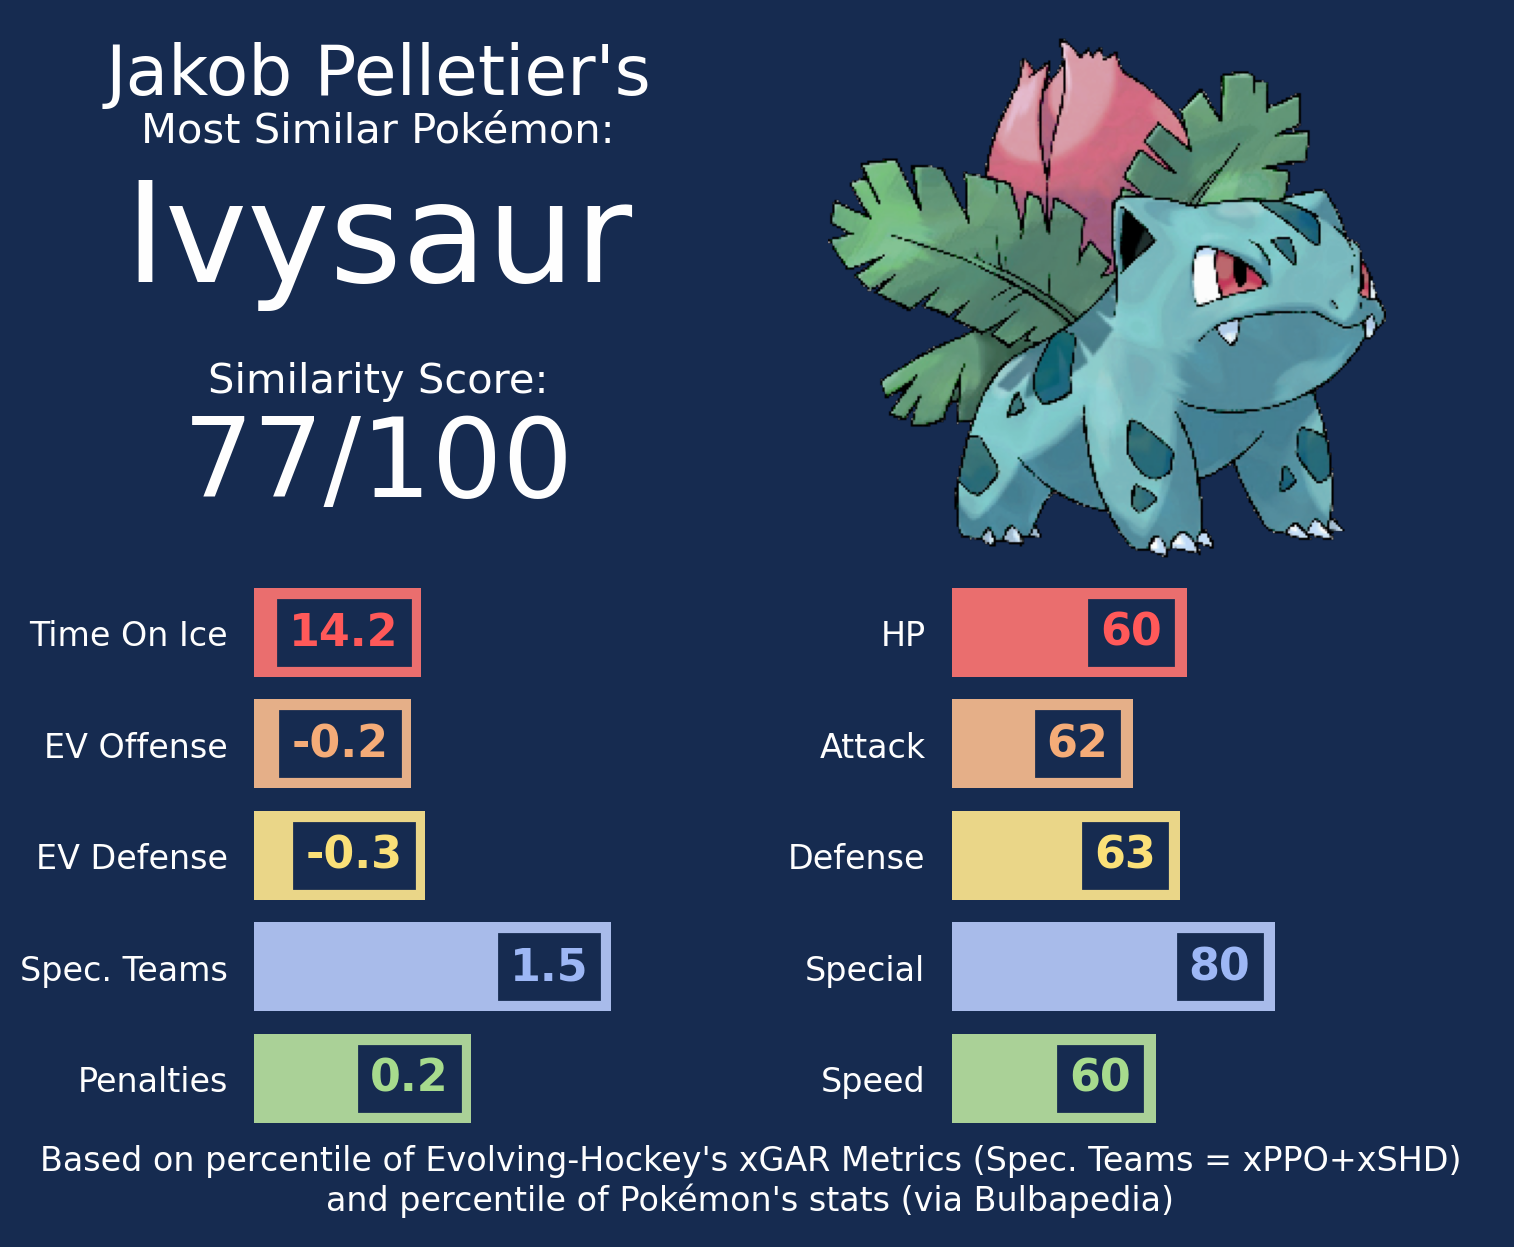 Jakob Pelletier's
Most Similar Pokémon:
Ivysaur
Similarity Score:
77/100
Time On Ice 14.2
EV Offense -0.2
EV Defense -0.3
Spec. Teams 1.5
Penalties 0.2
HP 60
Attack 62
Defense 63
Special 80
Speed 60
Based on percentile of Evolving-Hockey's xGAR Metrics (Spec. Teams = xPPO+xSHD)
and percentile of Pokémon's stats (via Bulbapedia)